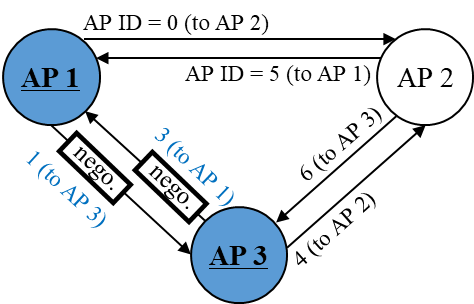 AP ID = 0 (to AP 2)
AP ID = 5 (to AP 1)
AP 1
AP 2
nego.
1 (to AP 3)
3 (to AP 1)
nego.
6 (to AP 3)
4 (to AP 2)
AP 3